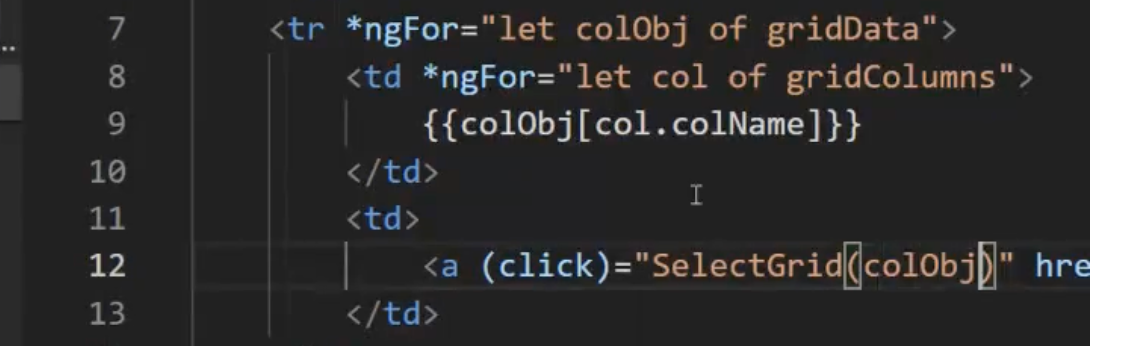 7 <tr *ngFor="let colObj of gridData">
8 <td *ngFor="let col of gridColumns">
9 {{colObj[col.colName]}}
10 </td>
11 <td>
12 <a (click)="SelectGrid(colObj)" hre
13 </td>